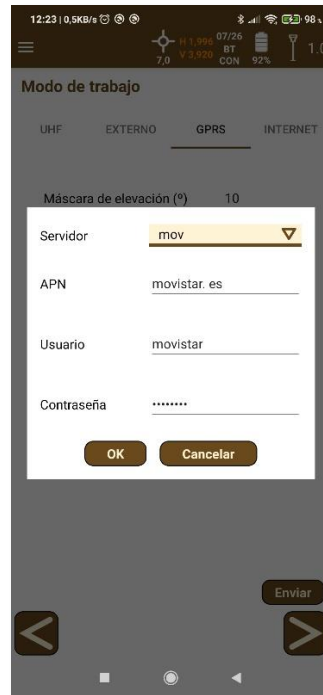 12:23 | 0,5KB/s
98
H 1,996
V 3,920
7,0
07/26
BT
CON
92%
1.0
Modo de trabajo
UHF EXTERNO GPRS INTERNET
Máscara de elevación (º) 10
Servidor mov
APN movistar. es
Usuario movistar
Contraseña ••••••••
OK Cancelar
Enviar